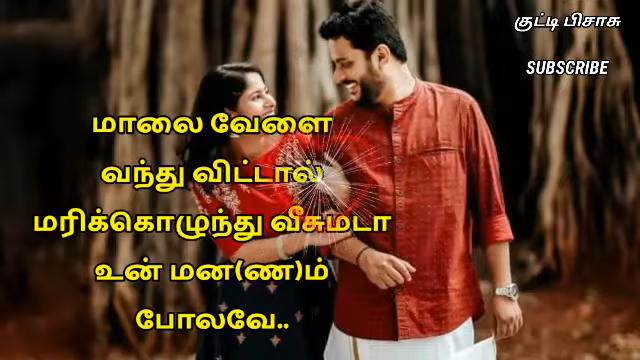 குட்டி பிசாசு
SUBSCRIBE
மாலை வேளை
வந்து விட்டால்
மரிக்கொழுந்து வீசுமடா
உன் மன(ண)ம்
போலவே..